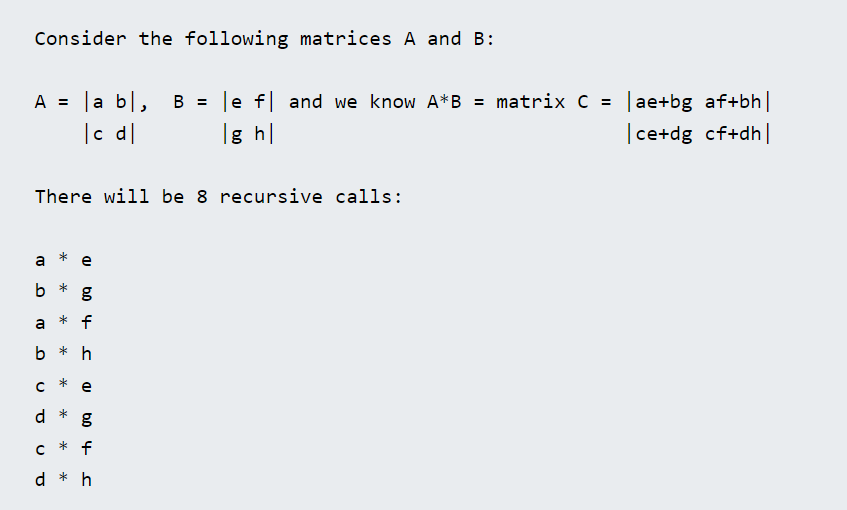 Consider the following matrices A and B:
A = |a b|, B = |e f| and we know A*B = matrix C = |ae+bg af+bh|
|c d| |g h| |ce+dg cf+dh|
There will be 8 recursive calls:
a * e
b * g
a * f
b * h
c * e
d * g
c * f
d * h